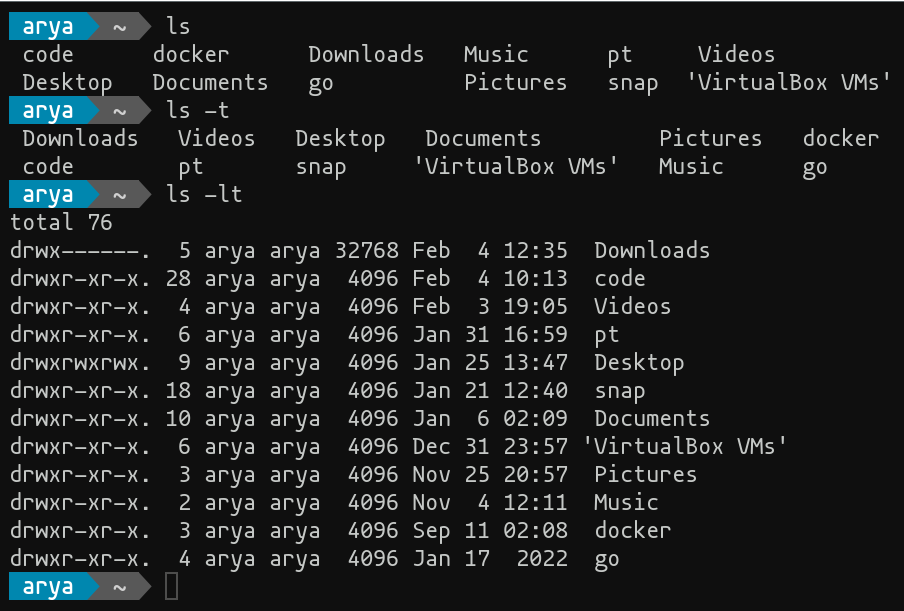 arya ~ ls
code docker Downloads Music pt Videos
Desktop Documents go Pictures snap 'VirtualBox VMs'
arya ~ ls -t
Downloads Videos Desktop Documents Pictures docker
code pt snap 'VirtualBox VMs' Music go
arya ~ ls -lt
total 76
drwx------. 5 arya arya 32768 Feb 4 12:35 Downloads
drwxr-xr-x. 28 arya arya 4096 Feb 4 10:13 code
drwxr-xr-x. 4 arya arya 4096 Feb 3 19:05 Videos
drwxr-xr-x. 6 arya arya 4096 Jan 31 16:59 pt
drwxrwxrwx. 9 arya arya 4096 Jan 25 13:47 Desktop
drwxr-xr-x. 18 arya arya 4096 Jan 21 12:40 snap
drwxr-xr-x. 10 arya arya 4096 Jan 6 02:09 Documents
drwxr-xr-x. 6 arya arya 4096 Dec 31 23:57 'VirtualBox VMs'
drwxr-xr-x. 3 arya arya 4096 Nov 25 20:57 Pictures
drwxr-xr-x. 2 arya arya 4096 Nov 4 12:11 Music
drwxr-xr-x. 3 arya arya 4096 Sep 11 02:08 docker
drwxr-xr-x. 4 arya arya 4096 Jan 17 2022 go
arya ~